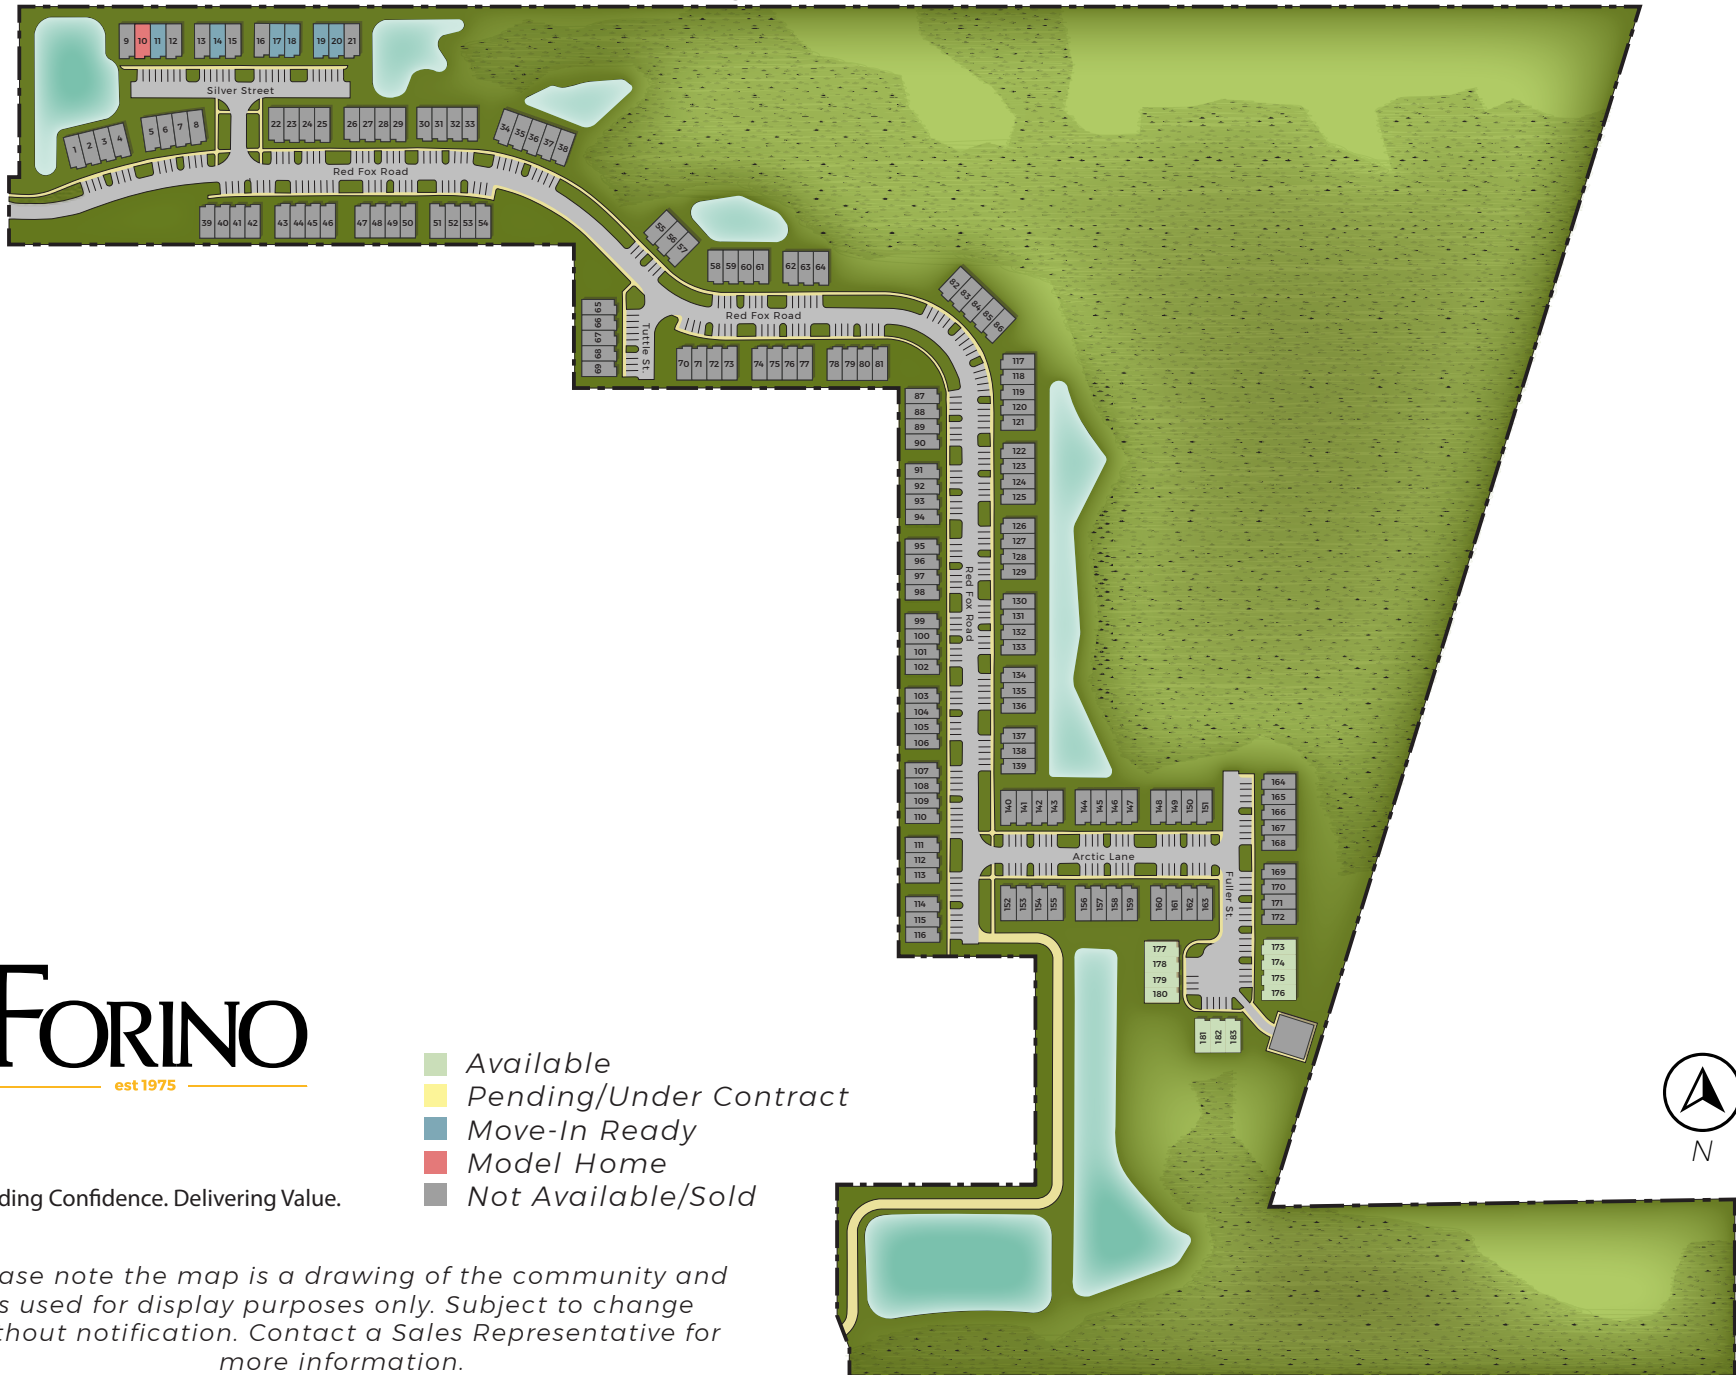 9 10 11 12 13 14 15 16 17 18 19 20 21
Silver Street
1 2 3 4 5 6 7 8
22 23 24 25 26 27 28 29 30 31 32 33
34 35 36 37 38
Red Fox Road
39 40 41 42 43 44 45 46 47 48 49 50 51 52 53 54
55 56 57
58 59 60 61 62 63 64
65
66
67
68
69
Tuttle St.
Red Fox Road
70 71 72 73 74 75 76 77 78 79 80 81
82 83 84 85 86
87
88
89
90
91
92
93
94
95
96
97
98
99
100
101
102
103
104
105
106
107
108
109
110
111
112
113
114
115
116
Red Fox Road
117
118
119
120
121
122
123
124
125
126
127
128
129
130
131
132
133
134
135
136
137
138
139
140 141 142 143 144 145 146 147 148 149 150 151
Arctic Lane
152 153 154 155 156 157 158 159 160 161 162 163
Fuller St.
164
165
166
167
168
169
170
171
172
173
174
175
176
177
178
179
180
181 182 183
FORINO
est 1975
ding Confidence. Delivering Value.
Available
Pending/Under Contract
Move-In Ready
Model Home
Not Available/Sold
ase note the map is a drawing of the community and
s used for display purposes only. Subject to change
thout notification. Contact a Sales Representative for
more information.
N